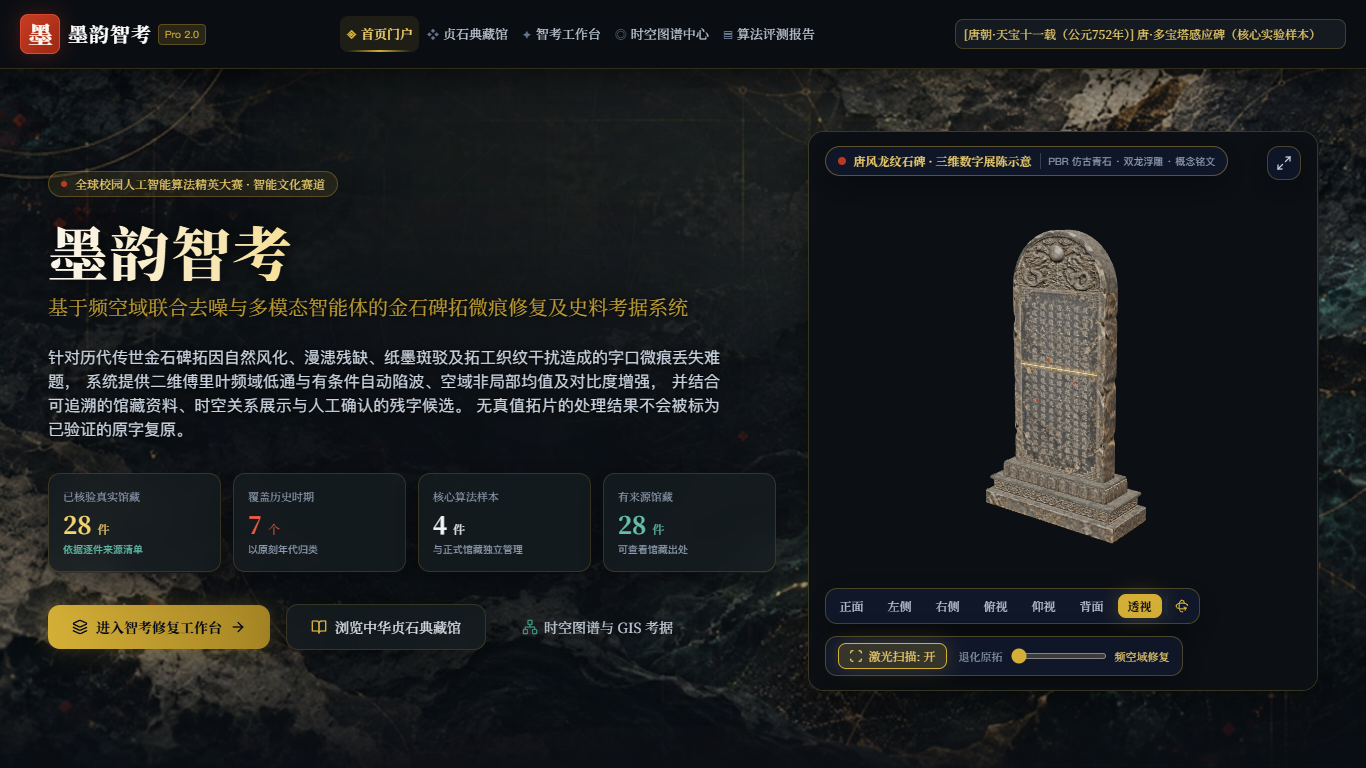 墨 墨韵智考 Pro 2.0
首页门户 贞石典藏馆 智考工作台 时空图谱中心 算法评测报告
[唐朝·天宝十一载（公元752年）] 唐·多宝塔感应碑（核心实验样本）
全球校园人工智能算法精英大赛 · 智能文化赛道
墨韵智考
基于频空域联合去噪与多模态智能体的金石碑拓微痕修复及史料考据系统
针对历代传世金石碑拓因自然风化、漫漶残缺、纸墨斑驳及拓工织纹干扰造成的字口微痕丢失难
题， 系统提供二维傅里叶频域低通与有条件自动陷波、空域非局部均值及对比度增强， 并结合
可追溯的馆藏资料、时空关系展示与人工确认的残字候选。 无真值拓片的处理结果不会被标为
已验证的原字复原。
已核验真实馆藏
28 件
依据逐件来源清单
覆盖历史时期
7 个
以原刻年代归类
核心算法样本
4 件
与正式馆藏独立管理
有来源馆藏
28 件
可查看馆藏出处
进入智考修复工作台
浏览中华贞石典藏馆
时空图谱与 GIS 考据
唐风龙纹石碑 · 三维数字展陈示意 PBR 仿古青石 · 双龙浮雕 · 概念铭文
正面 左侧 右侧 俯视 仰视 背面 透视
激光扫描: 开 退化原拓 频空域修复